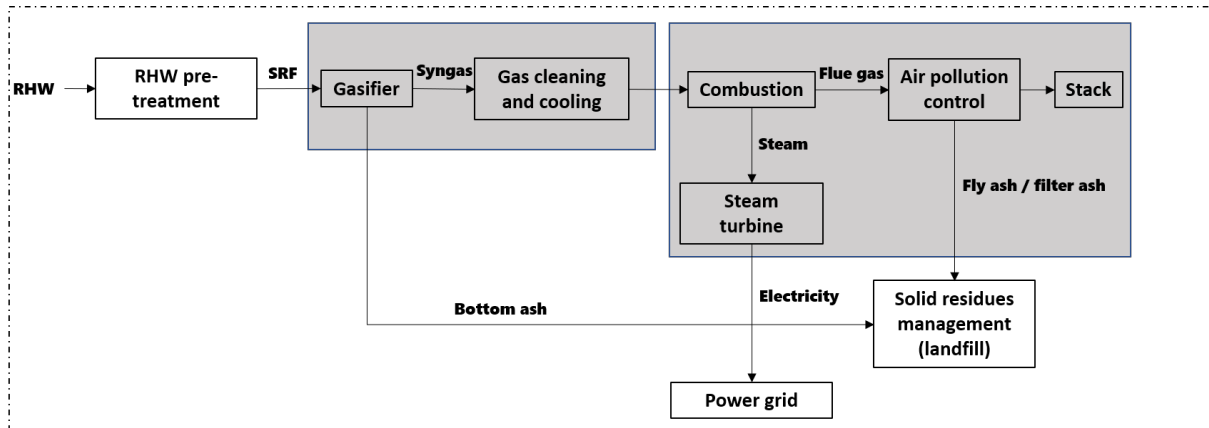 RHW
RHW pre-
treatment
SRF
Gasifier
Syngas
Gas cleaning
and cooling
Combustion
Flue gas
Air pollution
control
Stack
Steam
Steam
turbine
Fly ash / filter ash
Electricity
Bottom ash
Solid residues
management
(landfill)
Power grid